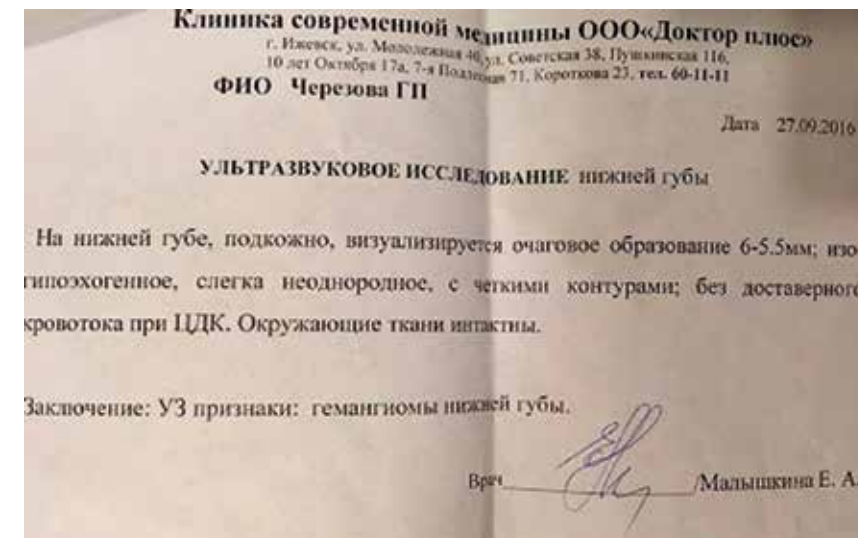 Клиника современной медицины ООО«Доктор плюс»
г. Ижевск, ул. Молодежная 46, ул. Советская 38, Пушкинская 116,
10 лет Октября 17а, 7-я Подлесная 71, Короткова 23, тел. 60-11-11
ФИО Черезова ГП
Дата 27.09.2016
УЛЬТРАЗВУКОВОЕ ИССЛЕДОВАНИЕ нижней губы
На нижней губе, подкожно, визуализируется очаговое образование 6-5.5мм; изо
гипоэхогенное, слегка неоднородное, с четкими контурами; без доставерного
кровотока при ЦДК. Окружающие ткани интактны.
Заключение: УЗ признаки: гемангиомы нижней губы.
Врач /Малышкина Е. А.